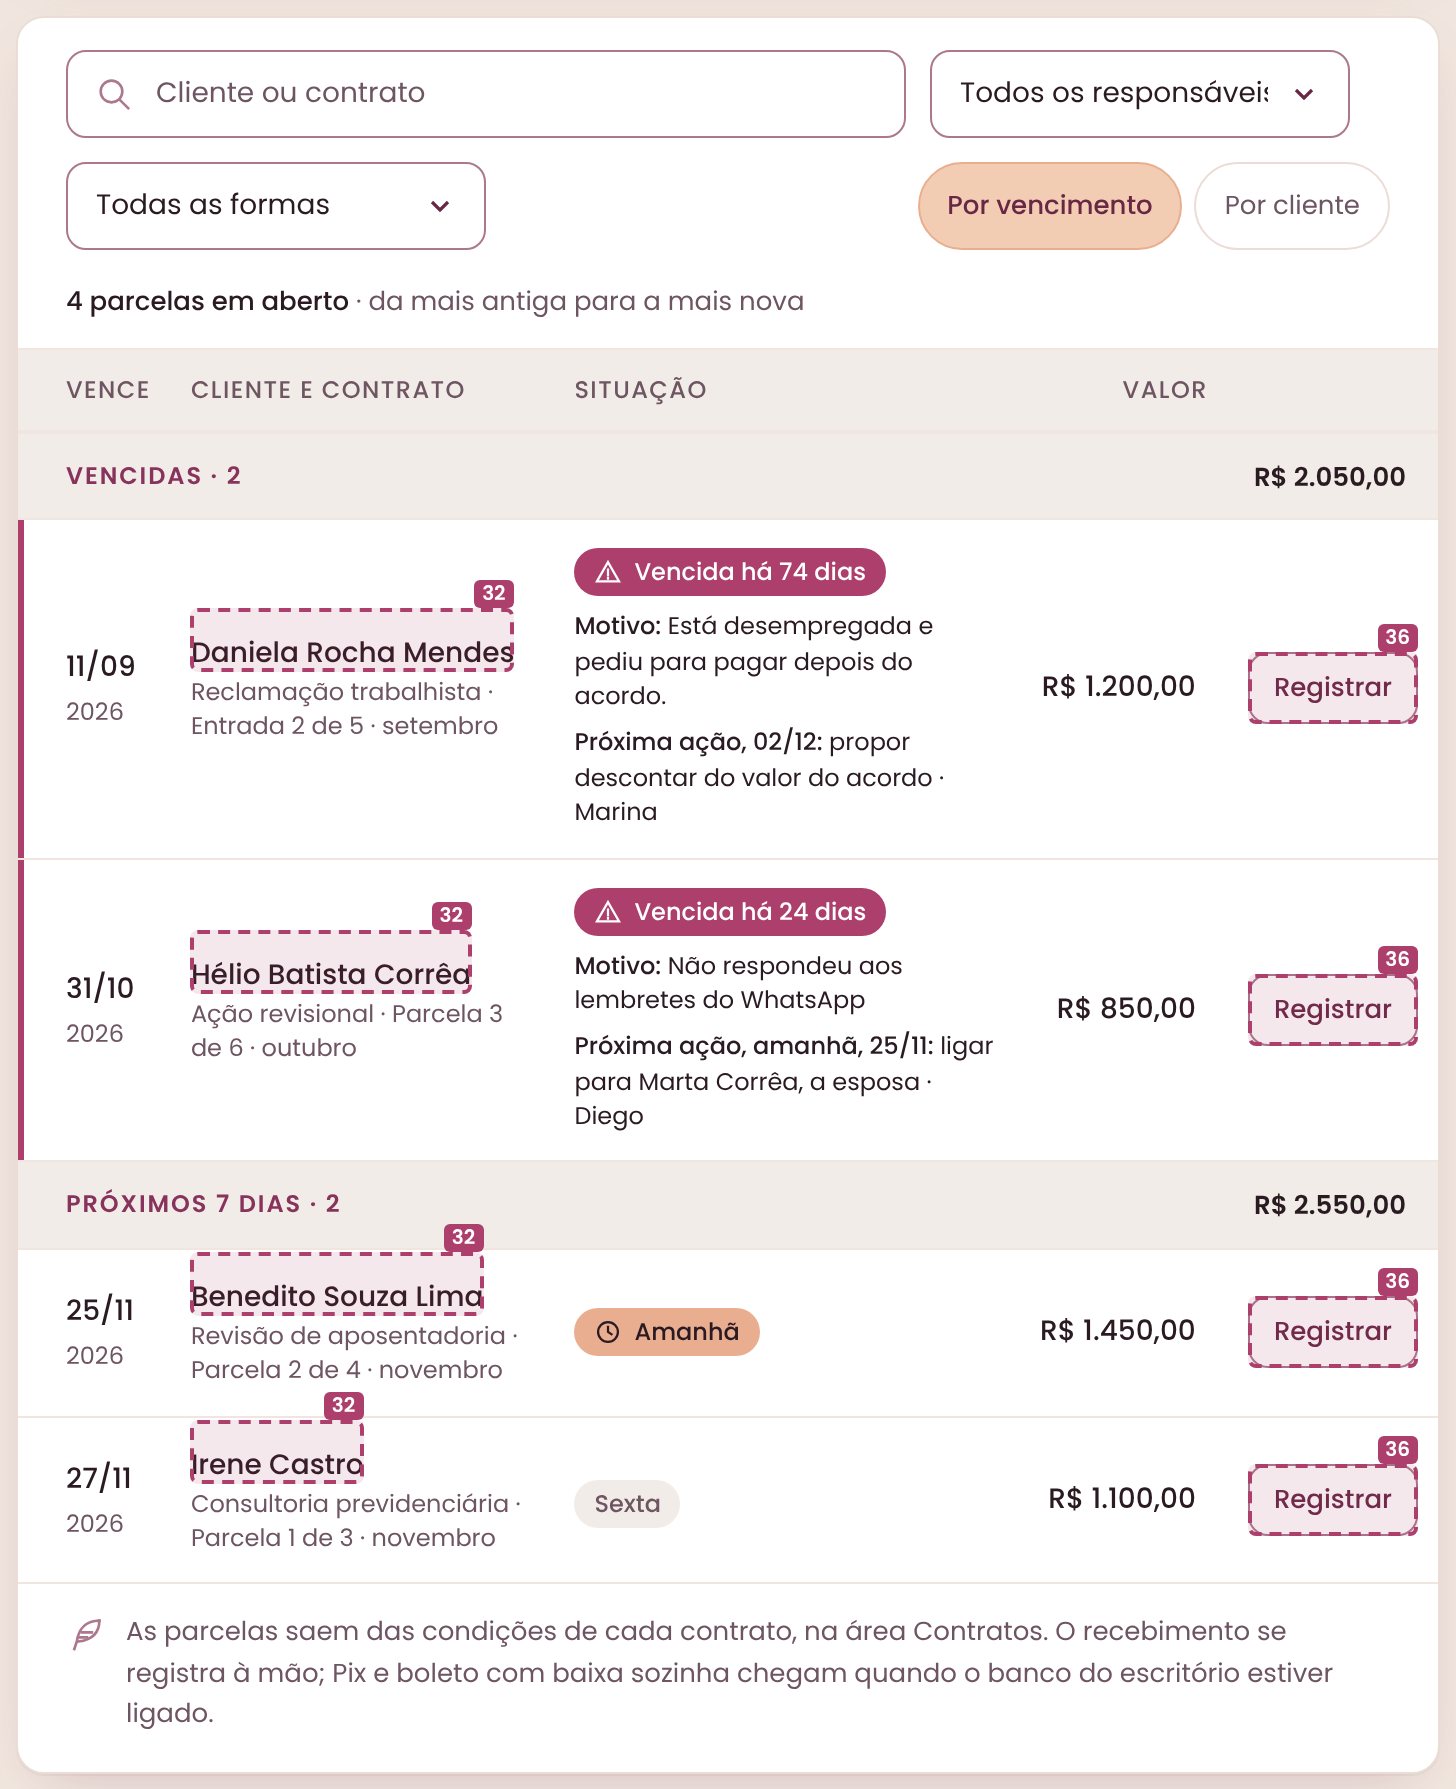 Cliente ou contrato
Todos os responsáveis
Todas as formas
Por vencimento
Por cliente
4 parcelas em aberto · da mais antiga para a mais nova
VENCE
CLIENTE E CONTRATO
SITUAÇÃO
VALOR
VENCIDAS · 2
R$ 2.050,00
11/09
2026
32
Daniela Rocha Mendes
Reclamação trabalhista ·
Entrada 2 de 5 · setembro
Vencida há 74 dias
Motivo: Está desempregada e
pediu para pagar depois do
acordo.
Próxima ação, 02/12: propor
descontar do valor do acordo ·
Marina
R$ 1.200,00
36
Registrar
31/10
2026
32
Hélio Batista Corrêa
Ação revisional · Parcela 3
de 6 · outubro
Vencida há 24 dias
Motivo: Não respondeu aos
lembretes do WhatsApp
Próxima ação, amanhã, 25/11: ligar
para Marta Corrêa, a esposa ·
Diego
R$ 850,00
36
Registrar
PRÓXIMOS 7 DIAS · 2
R$ 2.550,00
25/11
2026
32
Benedito Souza Lima
Revisão de aposentadoria ·
Parcela 2 de 4 · novembro
Amanhã
R$ 1.450,00
36
Registrar
27/11
2026
32
Irene Castro
Consultoria previdenciária ·
Parcela 1 de 3 · novembro
Sexta
R$ 1.100,00
36
Registrar
As parcelas saem das condições de cada contrato, na área Contratos. O recebimento se
registra à mão; Pix e boleto com baixa sozinha chegam quando o banco do escritório estiver
ligado.